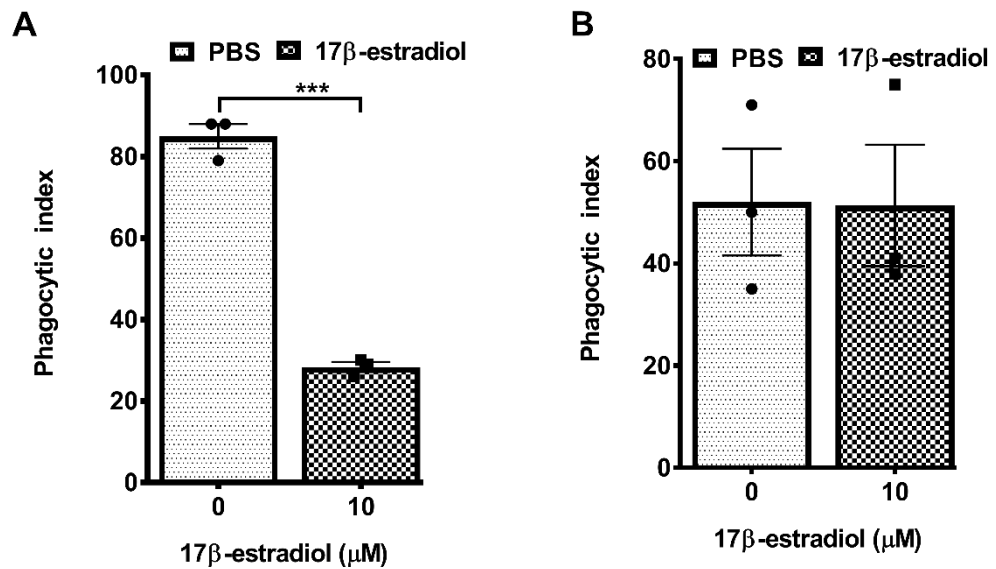 A
PBS 17β-estradiol
100
80
60
40
20
0
***
Phagocytic index
0 10
17β-estradiol (μM)
B
PBS 17β-estradiol
80
60
40
20
0
Phagocytic index
0 10
17β-estradiol (μM)